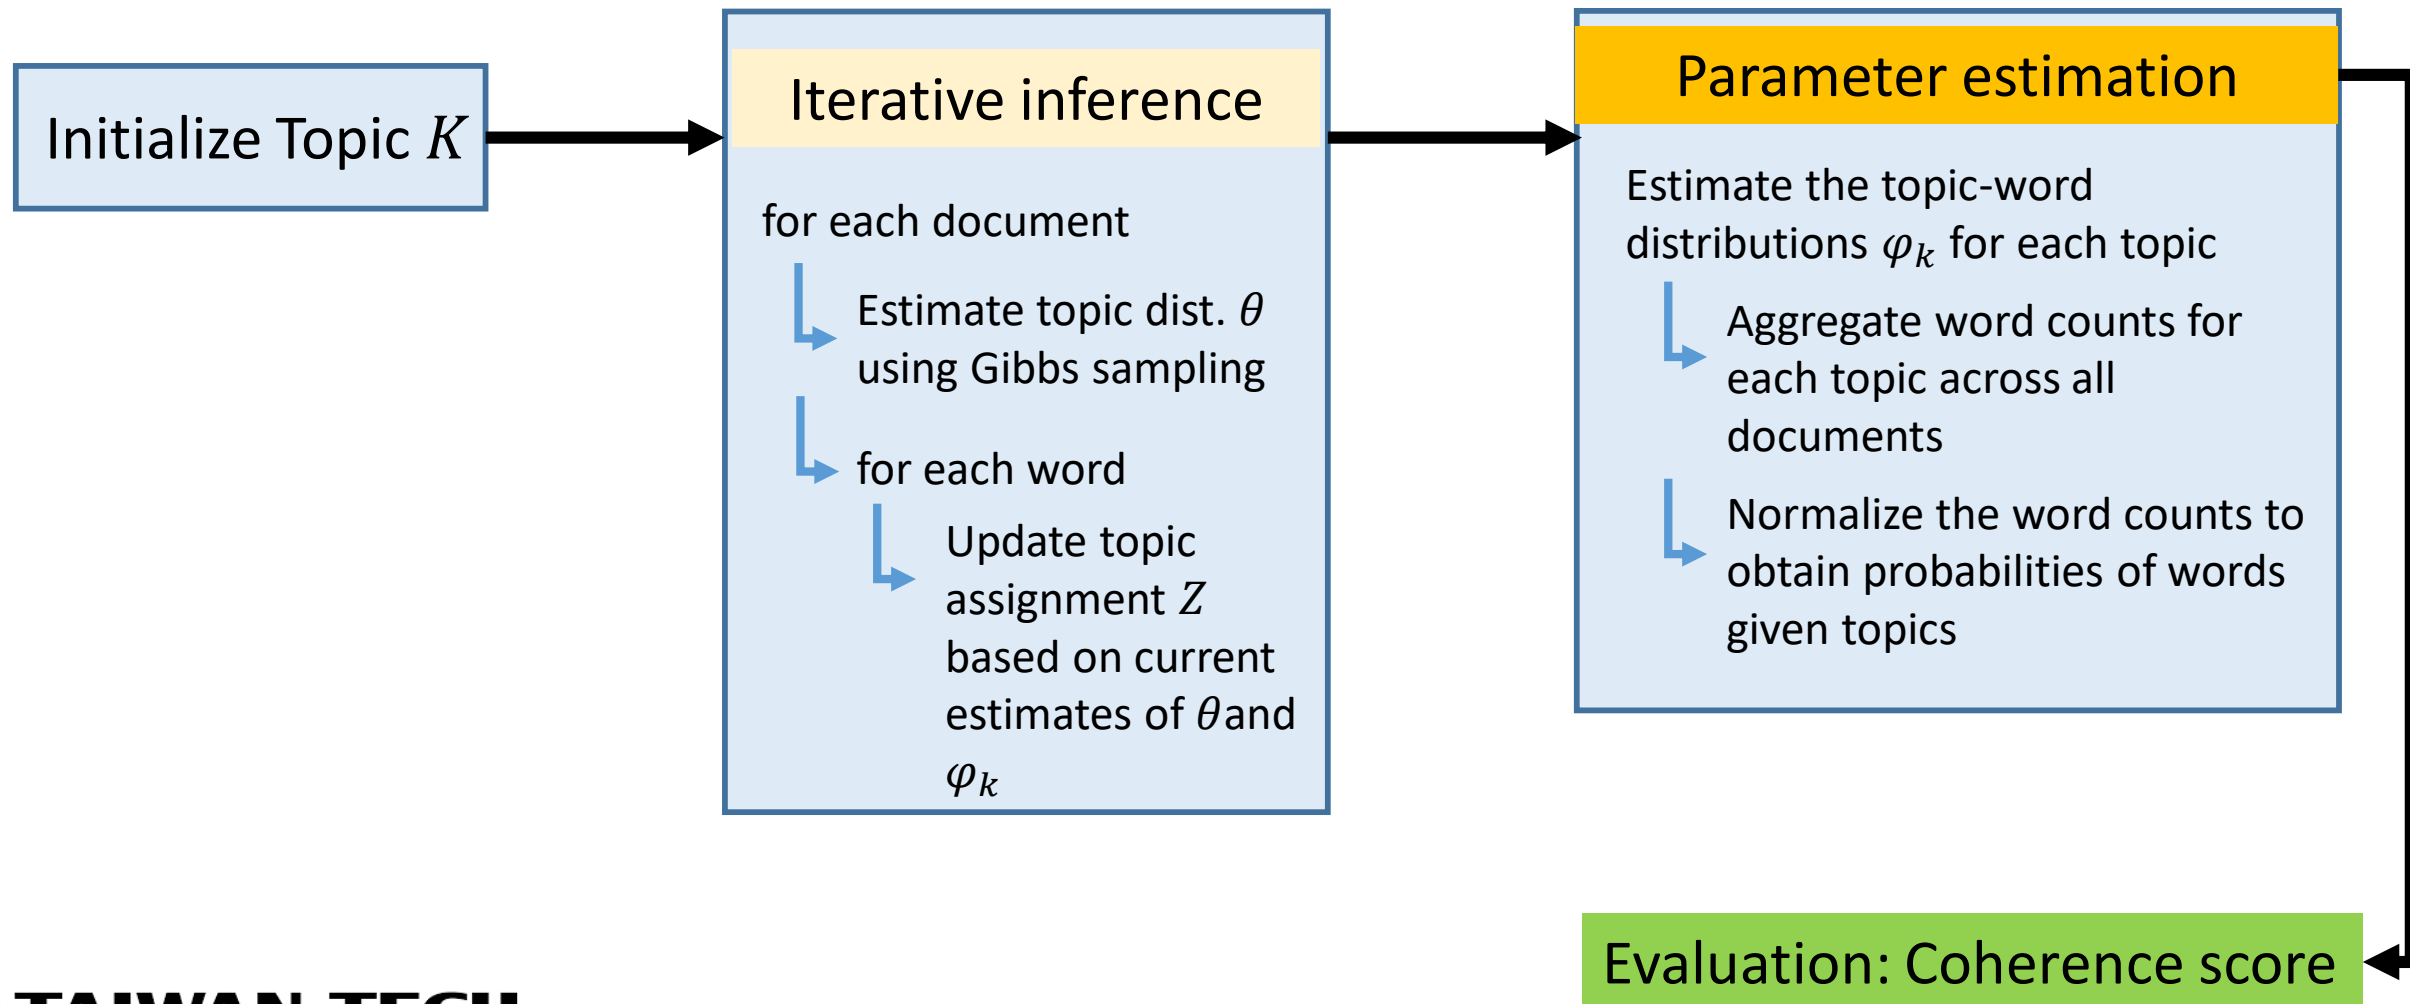 Initialize Topic K
Iterative inference
for each document
Estimate topic dist. θ
using Gibbs sampling
for each word
Update topic
assignment Z
based on current
estimates of θand
φₖ
Parameter estimation
Estimate the topic-word
distributions φₖ for each topic
Aggregate word counts for
each topic across all
documents
Normalize the word counts to
obtain probabilities of words
given topics
Evaluation: Coherence score
TAIWAN TECH